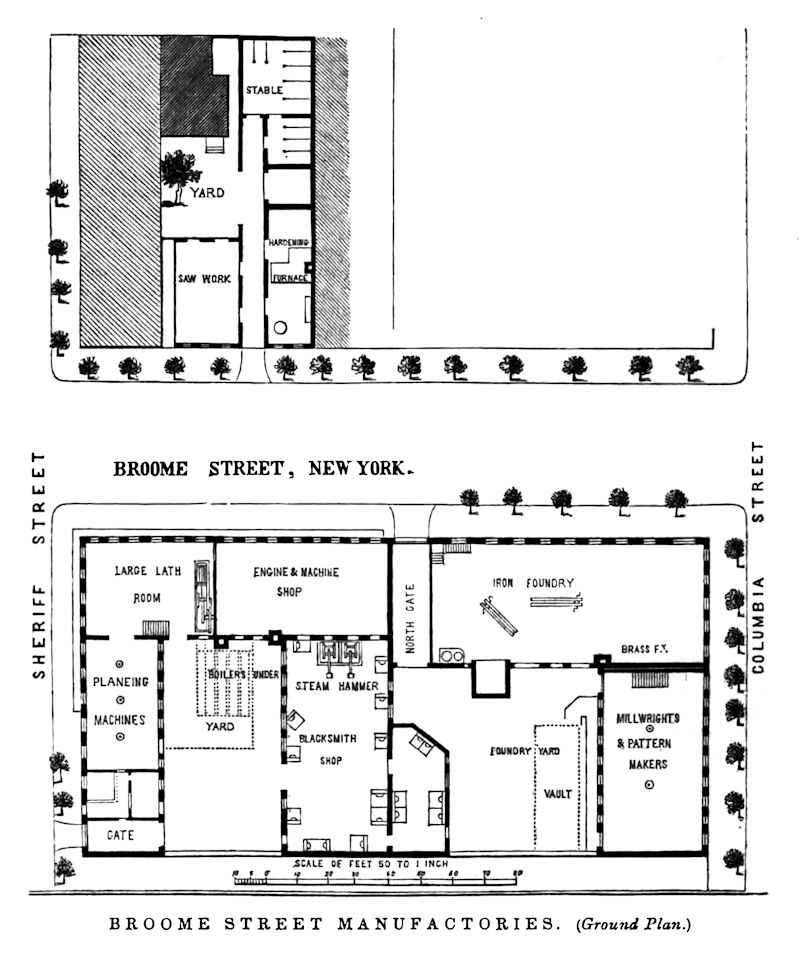 STABLE
YARD
HARDENING
FURNACE
SAW WORK
BROOME STREET, NEW YORK.
SHERIFF STREET
COLUMBIA STREET
LARGE LATH
ROOM
ENGINE & MACHINE
SHOP
NORTH GATE
IRON FOUNDRY
BRASS F.Y.
PLANEING
MACHINES
BOILERS UNDER
YARD
STEAM HAMMER
BLACKSMITH
SHOP
FOUNDRY YARD
VAULT
MILLWRIGHTS
& PATTERN
MAKERS
GATE
SCALE OF FEET 50 TO 1 INCH
10 5 0 10 20 30 40 50 60 70 80
BROOME STREET MANUFACTORIES. (Ground Plan.)